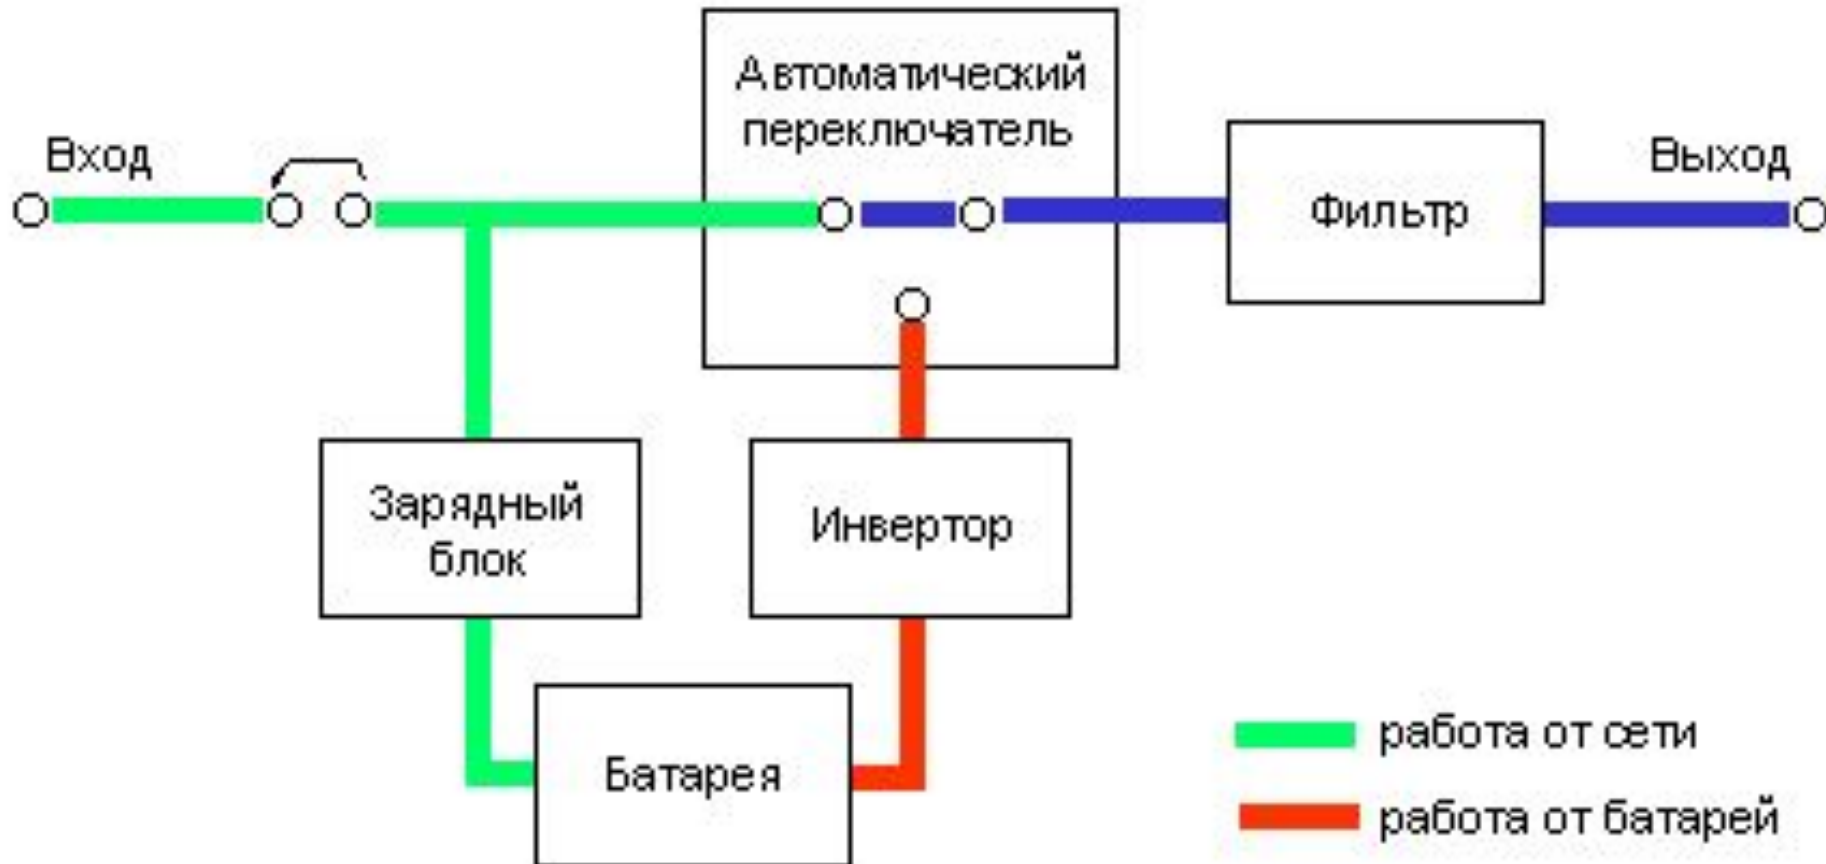 Автоматический
переключатель
Вход
Фильтр
Выход
Зарядный
блок
Инвертор
Батарея
работа от сети
работа от батарей